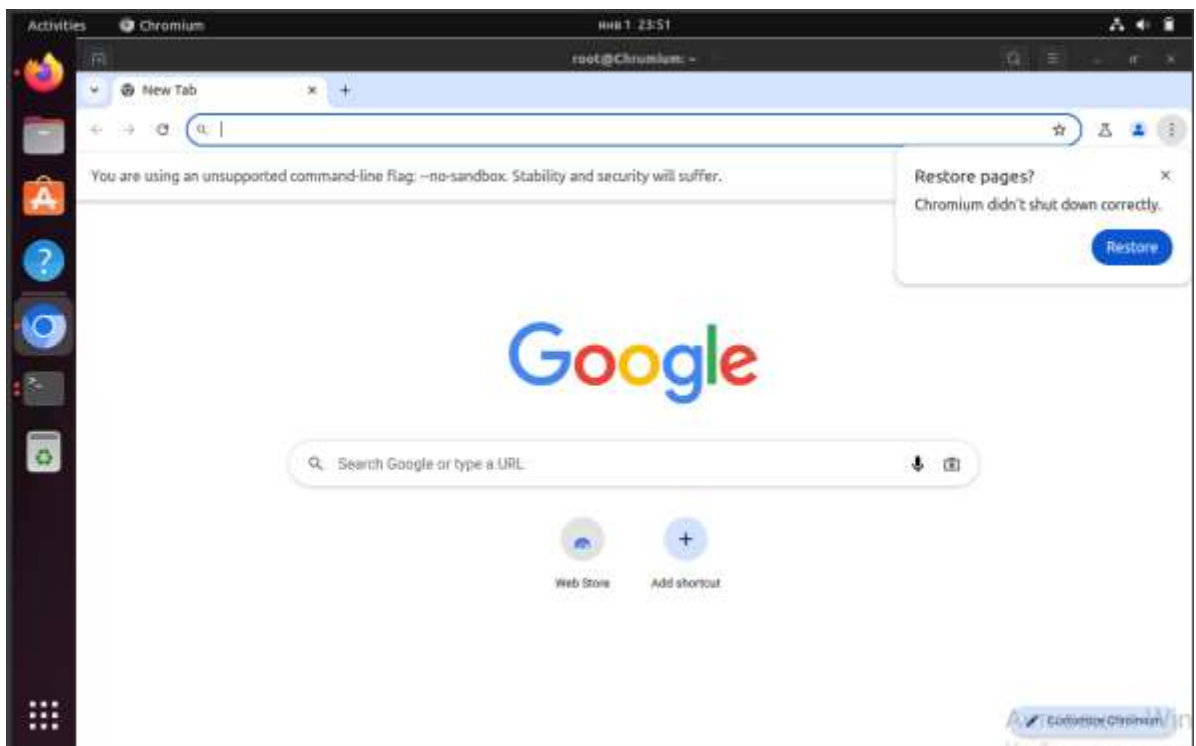 Activities Chromium янв 1 23:51
root@Chromium: ~
New Tab
You are using an unsupported command-line flag: --no-sandbox. Stability and security will suffer.
Restore pages?
Chromium didn't shut down correctly.
Restore
Google
Search Google or type a URL
Web Store
Add shortcut
Customize Chromium